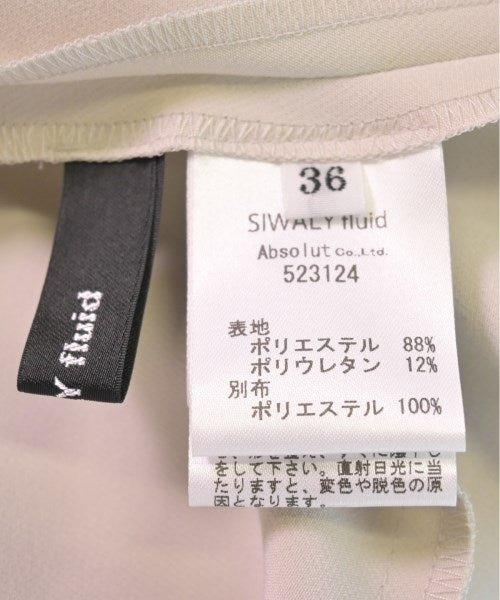 36
SIWALY fluid
Absolut Co.,Ltd.
523124
表地
ポリエステル 88%
ポリウレタン 12%
別布
ポリエステル 100%
をして下さい。直射日光に当
たりますと、変色や脱色の原
因となります。
Y fluid